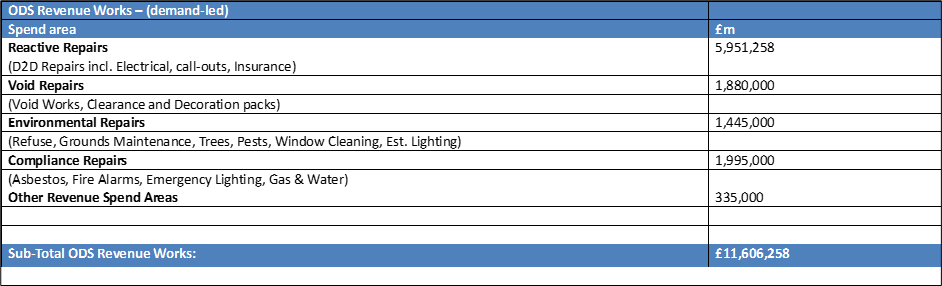 ODS Revenue Works – (demand-led)
Spend area £m
Reactive Repairs 5,951,258
(D2D Repairs incl. Electrical, call-outs, Insurance)
Void Repairs 1,880,000
(Void Works, Clearance and Decoration packs)
Environmental Repairs 1,445,000
(Refuse, Grounds Maintenance, Trees, Pests, Window Cleaning, Est. Lighting)
Compliance Repairs 1,995,000
(Asbestos, Fire Alarms, Emergency Lighting, Gas & Water)
Other Revenue Spend Areas 335,000
Sub-Total ODS Revenue Works: £11,606,258